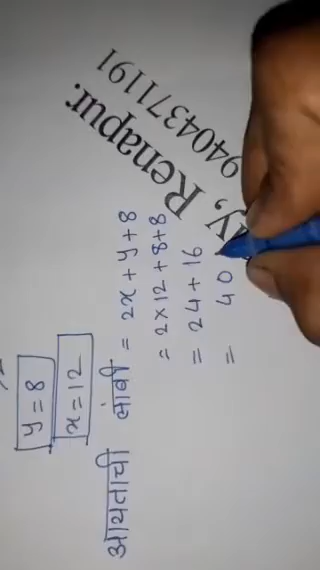 y = 8
x = 12
आयताची लांबी = 2x + y + 8
= 2 x 12 + 8 + 8
= 24 + 16
= 40
Renapur.
9404371191